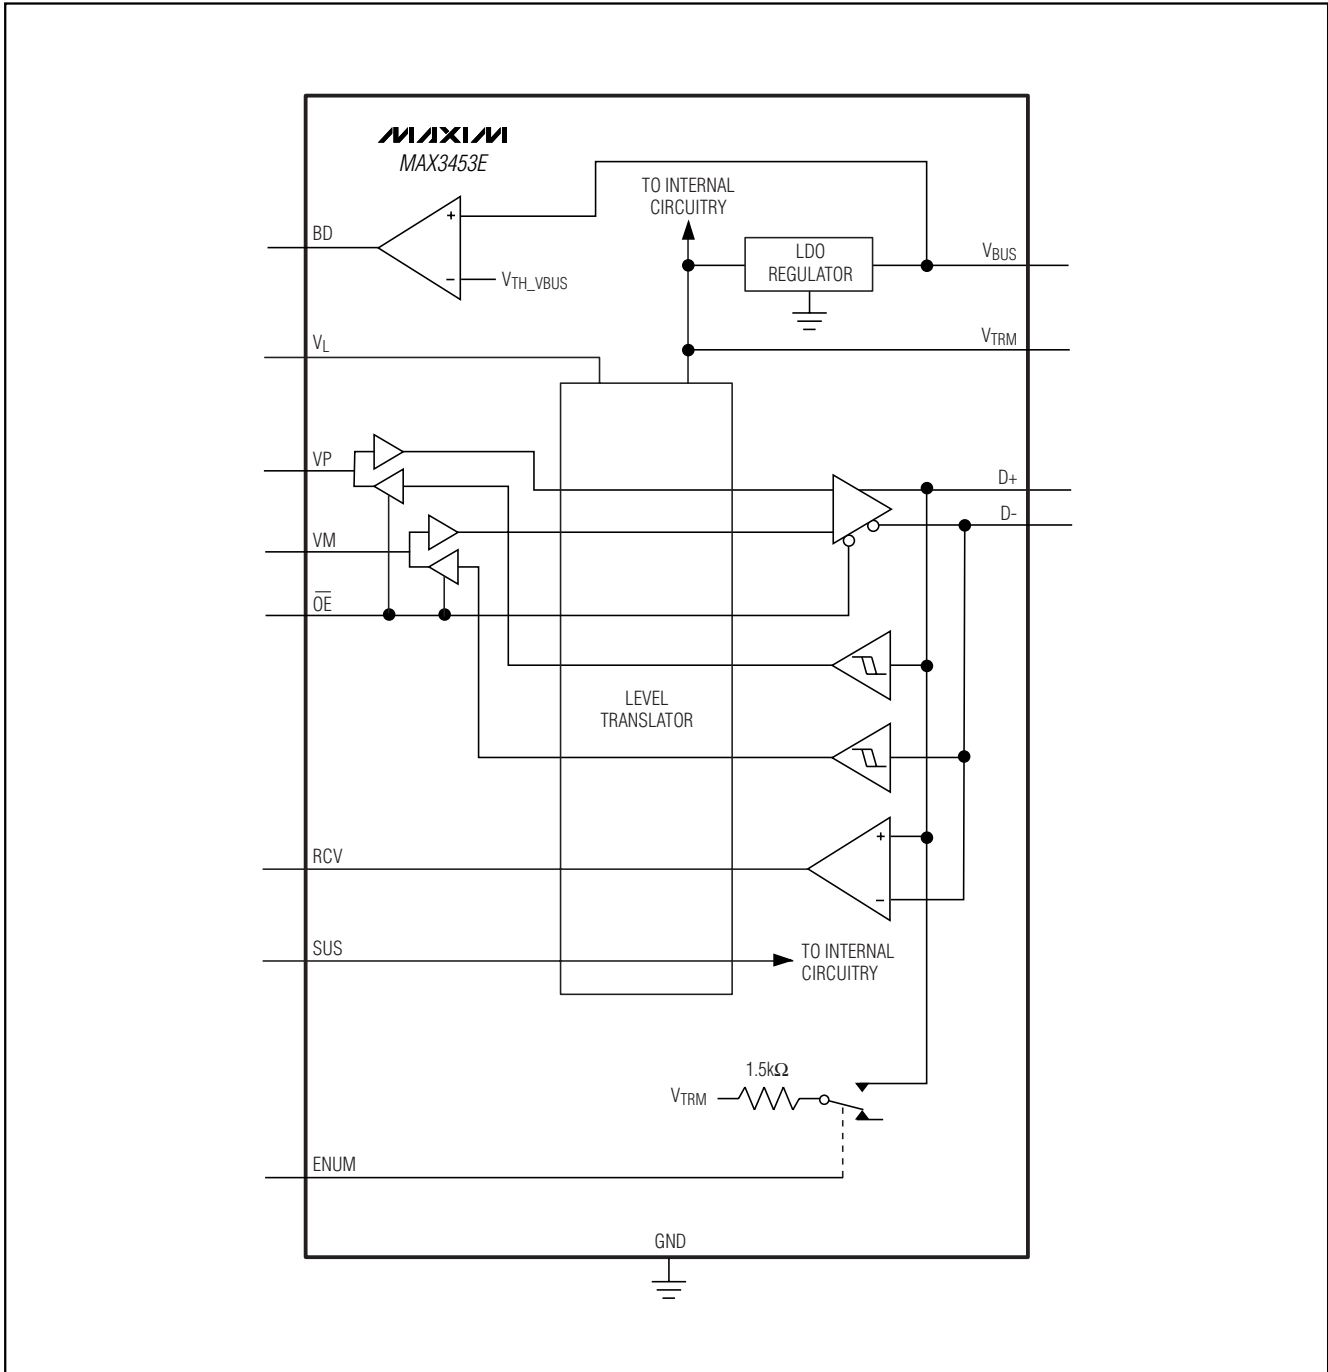 MAXIM
MAX3453E
TO INTERNAL
CIRCUITRY
BD
+
−
VTH_VBUS
LDO
REGULATOR
VBUS
VL
VTRM
VP
D+
D-
VM
OE
LEVEL
TRANSLATOR
RCV
+
−
SUS
TO INTERNAL
CIRCUITRY
1.5kΩ
VTRM
ENUM
GND